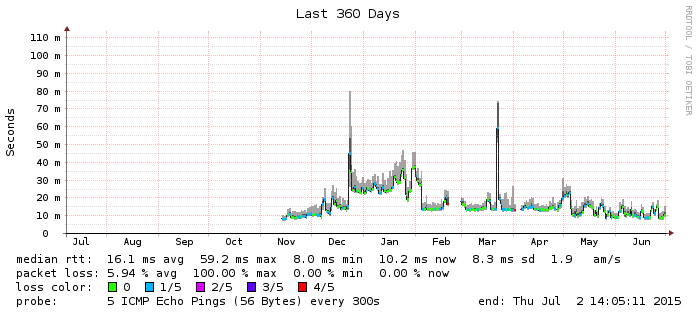 Last 360 Days
RRDTOOL / TOBI OETIKER
Seconds
110 m
100 m
90 m
80 m
70 m
60 m
50 m
40 m
30 m
20 m
10 m
0
Jul Aug Sep Oct Nov Dec Jan Feb Mar Apr May Jun
median rtt: 16.1 ms avg 59.2 ms max 8.0 ms min 10.2 ms now 8.3 ms sd 1.9 am/s
packet loss: 5.94 % avg 100.00 % max 0.00 % min 0.00 % now
loss color: 0 1/5 2/5 3/5 4/5
probe: 5 ICMP Echo Pings (56 Bytes) every 300s end: Thu Jul 2 14:05:11 2015